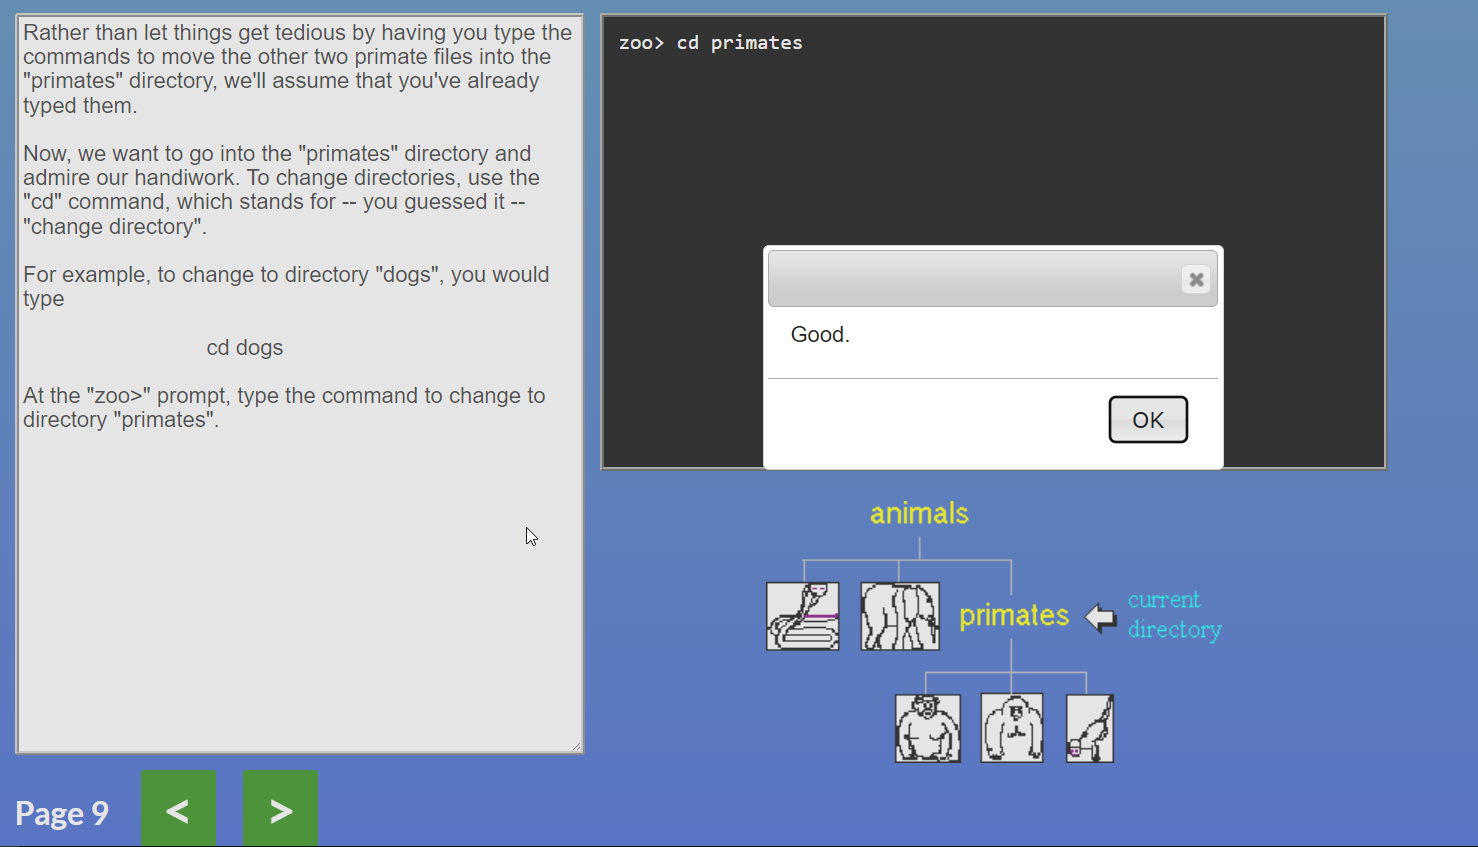 Rather than let things get tedious by having you type the
commands to move the other two primate files into the
"primates" directory, we'll assume that you've already
typed them.
Now, we want to go into the "primates" directory and
admire our handiwork. To change directories, use the
"cd" command, which stands for -- you guessed it --
"change directory".
For example, to change to directory "dogs", you would
type
cd dogs
At the "zoo>" prompt, type the command to change to
directory "primates".
zoo> cd primates
Good.
OK
animals
primates
current
directory
Page 9
<
>